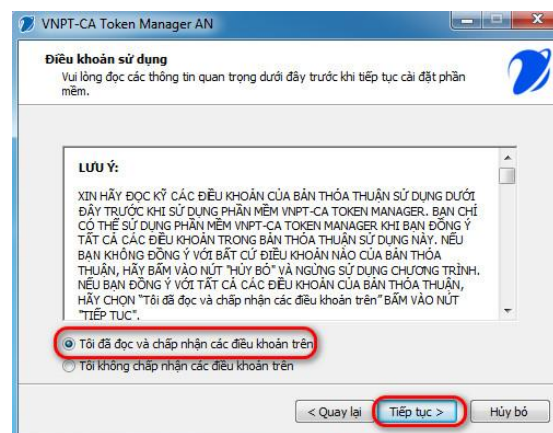 VNPT-CA Token Manager AN
Điều khoản sử dụng
Vui lòng đọc các thông tin quan trọng dưới đây trước khi tiếp tục cài đặt phần
mềm.
LƯU Ý:
XIN HÃY ĐỌC KỸ CÁC ĐIỀU KHOẢN CỦA BẢN THỎA THUẬN SỬ DỤNG DƯỚI
ĐÂY TRƯỚC KHI SỬ DỤNG PHẦN MỀM VNPT-CA TOKEN MANAGER. BẠN CHỈ
CÓ THỂ SỬ DỤNG PHẦN MỀM VNPT-CA TOKEN MANAGER KHI BẠN ĐỒNG Ý
TẤT CẢ CÁC ĐIỀU KHOẢN TRONG BẢN THỎA THUẬN SỬ DỤNG NÀY. NẾU
BẠN KHÔNG ĐỒNG Ý VỚI BẤT CỨ ĐIỀU KHOẢN NÀO CỦA BẢN THỎA
THUẬN, HÃY BẤM VÀO NÚT "HỦY BỎ" VÀ NGỪNG SỬ DỤNG CHƯƠNG TRÌNH.
NẾU BẠN ĐỒNG Ý VỚI TẤT CẢ CÁC ĐIỀU KHOẢN CỦA BẢN THỎA THUẬN,
HÃY CHỌN "Tôi đã đọc và chấp nhận các điều khoản trên" BẤM VÀO NÚT
"TIẾP TỤC".
Tôi đã đọc và chấp nhận các điều khoản trên
Tôi không chấp nhận các điều khoản trên
< Quay lại
Tiếp tục >
Hủy bỏ